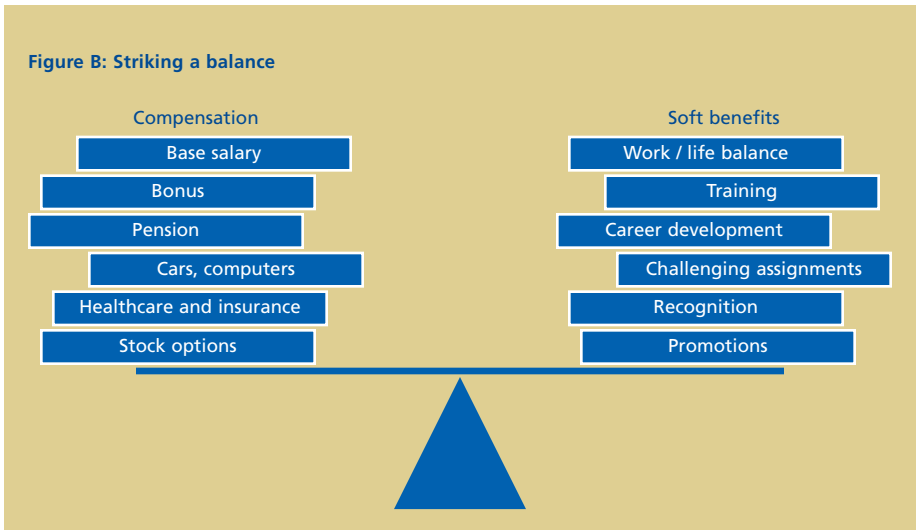 Figure B: Striking a balance
Compensation
Base salary
Bonus
Pension
Cars, computers
Healthcare and insurance
Stock options
Soft benefits
Work / life balance
Training
Career development
Challenging assignments
Recognition
Promotions